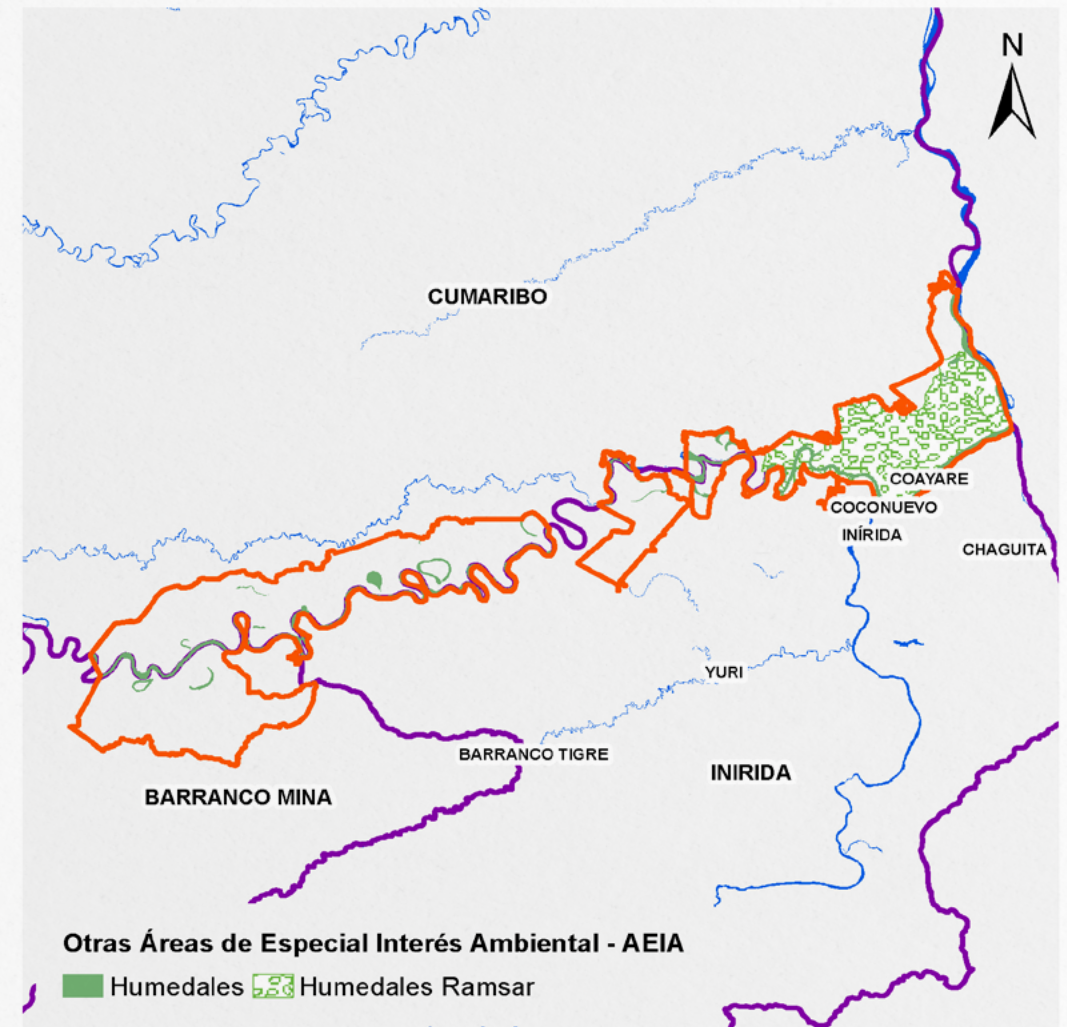 N
CUMARIBO
COAYARE
COCONUEVO
INÍRIDA
CHAGUITA
YURI
BARRANCO TIGRE
INIRIDA
BARRANCO MINA
Otras Áreas de Especial Interés Ambiental - AEIA
Humedales Humedales Ramsar